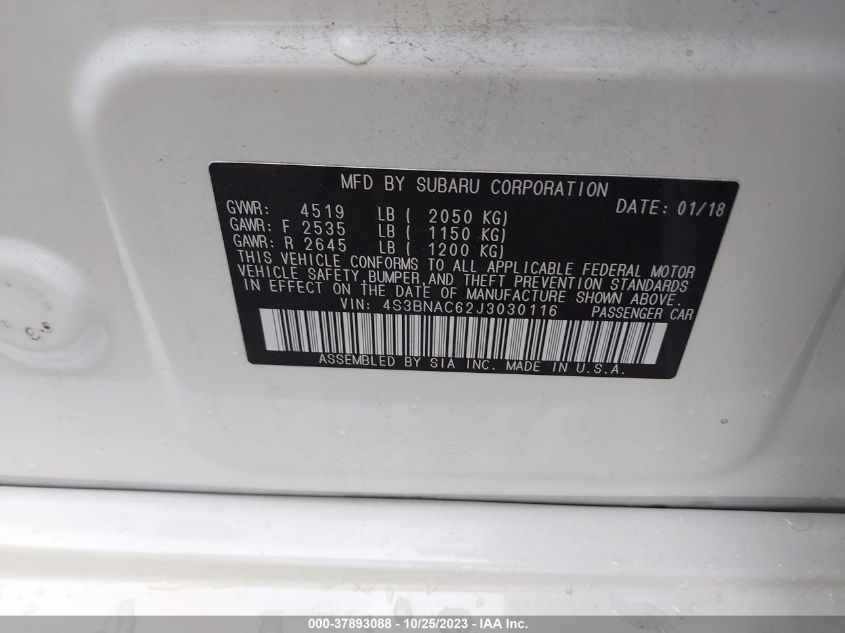 MFD BY SUBARU CORPORATION
GVWR: 4519 LB ( 2050 KG) DATE: 01/18
GAWR: F 2535 LB ( 1150 KG)
GAWR: R 2645 LB ( 1200 KG)
THIS VEHICLE CONFORMS TO ALL APPLICABLE FEDERAL MOTOR
VEHICLE SAFETY,BUMPER,AND THEFT PREVENTION STANDARDS
IN EFFECT ON THE DATE OF MANUFACTURE SHOWN ABOVE.
VIN: 4S3BNAC62J3030116 PASSENGER CAR
ASSEMBLED BY SIA INC. MADE IN U.S.A.
000-37893088 - 10/25/2023 - IAA Inc.